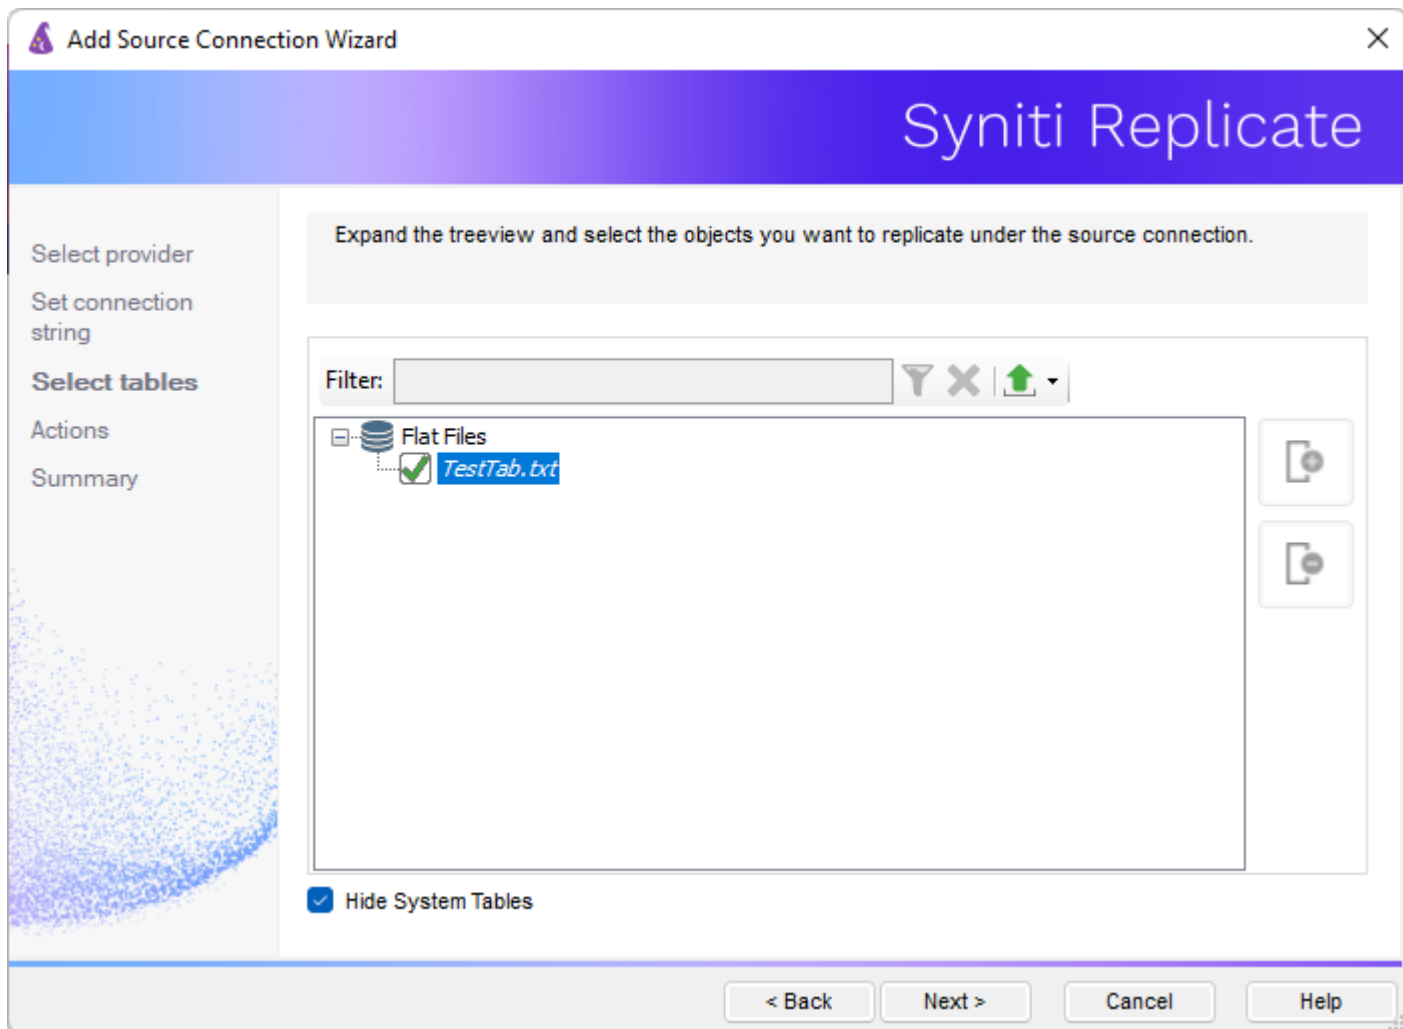 Add Source Connection Wizard
Syniti Replicate
Select provider
Set connection
string
Select tables
Actions
Summary
Expand the treeview and select the objects you want to replicate under the source connection.
Filter:
Flat Files
TestTab.txt
Hide System Tables
< Back
Next >
Cancel
Help